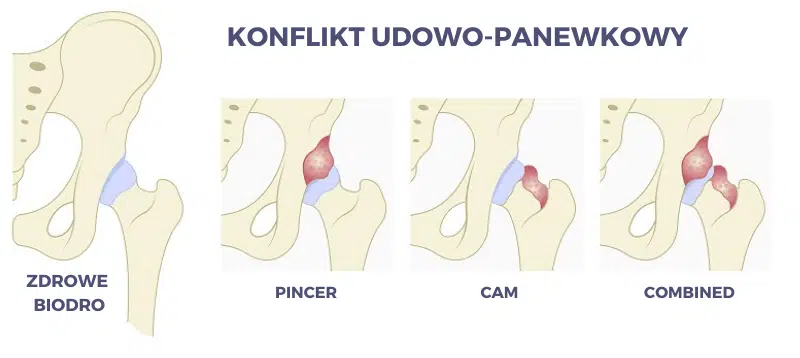 KONFLIKT UDOWO-PANEWKOWY
ZDROWE
BIODRO
PINCER
CAM
COMBINED